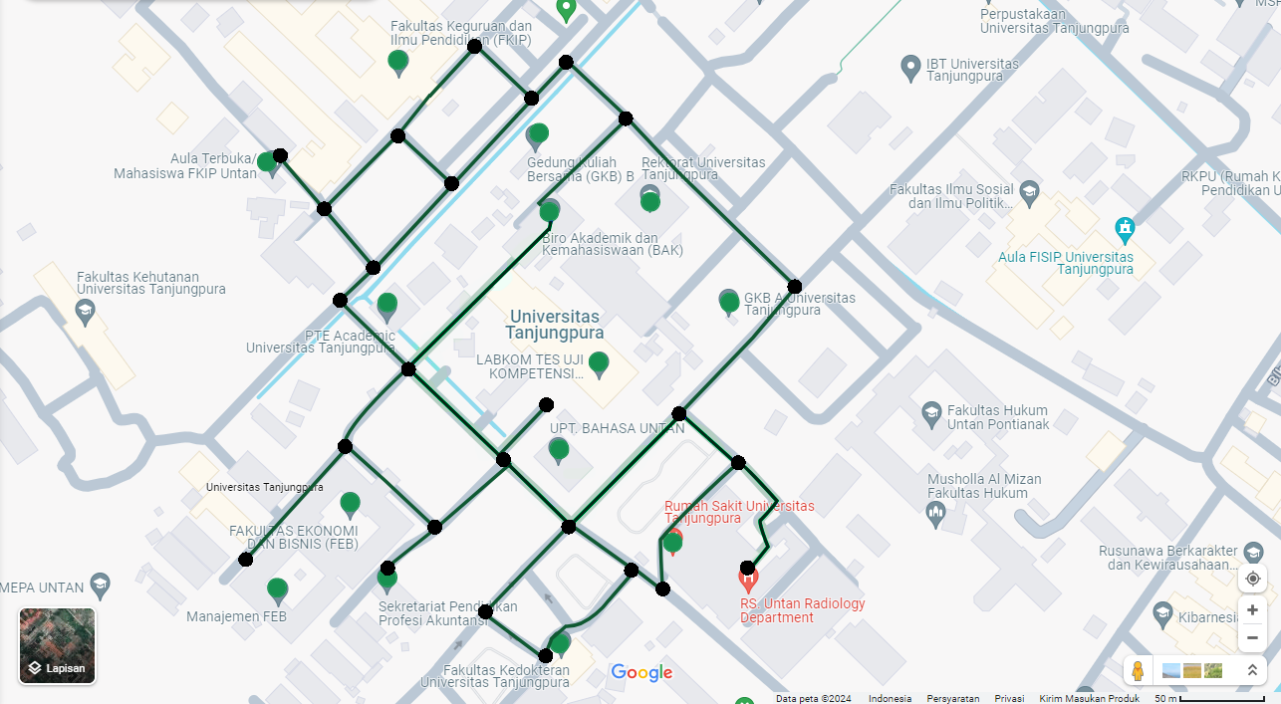 Fakultas Keguruan dan
Ilmu Pendidikan (FKIP)
Perpustakaan
Universitas Tanjungpura
IBT Universitas
Tanjungpura
Aula Terbuka/
Mahasiswa FKIP Untan
Gedung Kuliah
Bersama (GKB) B
Rektorat Universitas
Tanjungpura
RKPU (Rumah K
Pendidikan U
Fakultas Ilmu Sosial
dan Ilmu Politik...
Biro Akademik dan
Kemahasiswaan (BAK)
Aula FISIP Universitas
Tanjungpura
Fakultas Kehutanan
Universitas Tanjungpura
GKB A Universitas
Tanjungpura
Universitas
Tanjungpura
PTE Academic
Universitas Tanjungpura
LABKOM TES UJI
KOMPETENSI...
Fakultas Hukum
Untan Pontianak
UPT. BAHASA UNTAN
Musholla Al Mizan
Fakultas Hukum
Universitas Tanjungpura
Rumah Sakit Universitas
Tanjungpura
FAKULTAS EKONOMI
DAN BISNIS (FEB)
Rusunawa Berkarakter
dan Kewirausahaan...
MEPA UNTAN
Manajemen FEB
Sekretariat Pendidikan
Profesi Akuntansi
RS. Untan Radiology
Department
Kibarnesi
Lapisan
Fakultas Kedokteran
Universitas Tanjungpura
Google
Data peta ©2024 Indonesia Persyaratan Privasi Kirim Masukan Produk 50 m